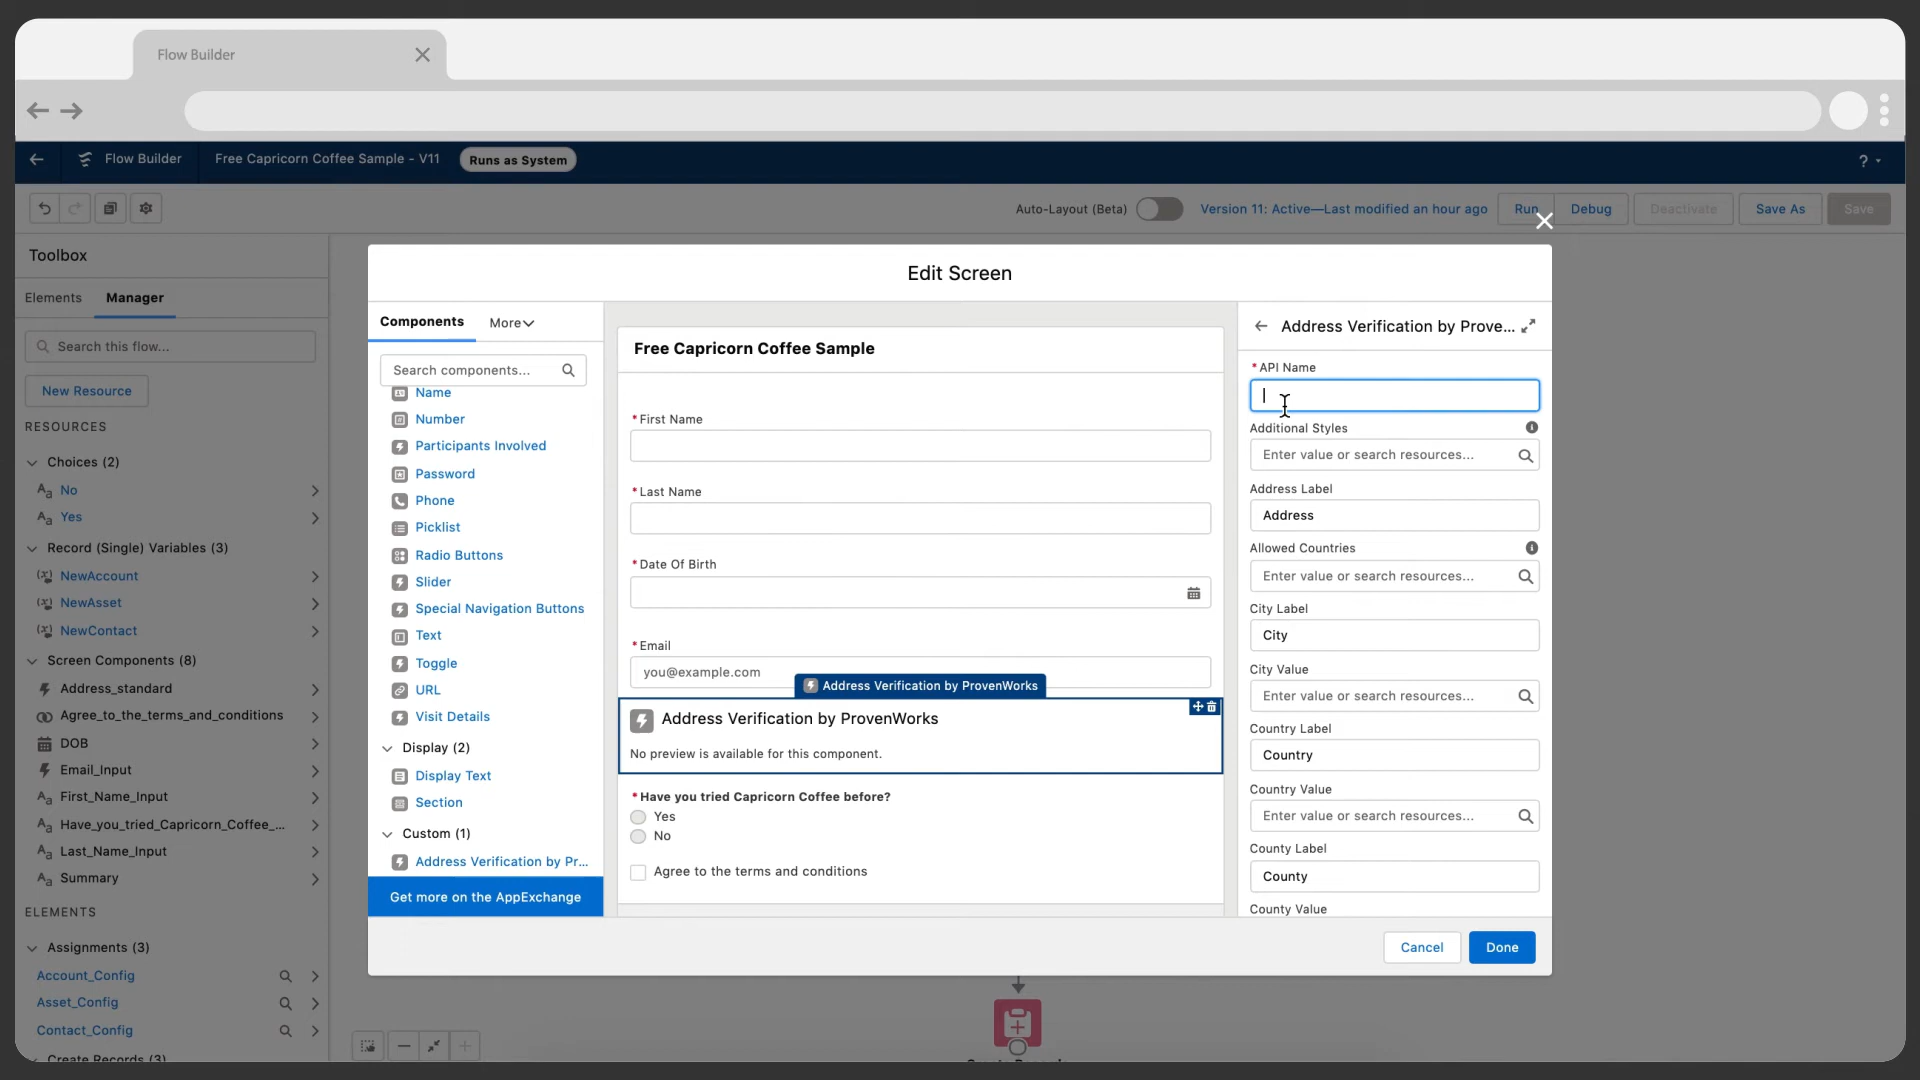 Flow Builder
Flow Builder
Free Capricorn Coffee Sample - V11
Runs as System
?
Auto-Layout (Beta)
Version 11: Active—Last modified an hour ago
Run
Debug
Deactivate
Save As
Save
Toolbox
Elements
Manager
Search this flow...
New Resource
RESOURCES
Choices (2)
No
Yes
Record (Single) Variables (3)
NewAccount
NewAsset
NewContact
Screen Components (8)
Address_standard
Agree_to_the_terms_and_conditions
DOB
Email_Input
First_Name_Input
Have_you_tried_Capricorn_Coffee_...
Last_Name_Input
Summary
ELEMENTS
Assignments (3)
Account_Config
Asset_Config
Contact_Config
Create Records (3)
Edit Screen
Components
More
Search components...
Name
Number
Participants Involved
Password
Phone
Picklist
Radio Buttons
Slider
Special Navigation Buttons
Text
Toggle
URL
Visit Details
Display (2)
Display Text
Section
Custom (1)
Address Verification by Pr...
Get more on the AppExchange
Free Capricorn Coffee Sample
* First Name
* Last Name
* Date Of Birth
* Email
you@example.com
Address Verification by ProvenWorks
Address Verification by ProvenWorks
No preview is available for this component.
* Have you tried Capricorn Coffee before?
Yes
No
Agree to the terms and conditions
Address Verification by Prove...
* API Name
Additional Styles
Enter value or search resources...
Address Label
Address
Allowed Countries
Enter value or search resources...
City Label
City
City Value
Enter value or search resources...
Country Label
Country
Country Value
Enter value or search resources...
County Label
County
County Value
Cancel
Done